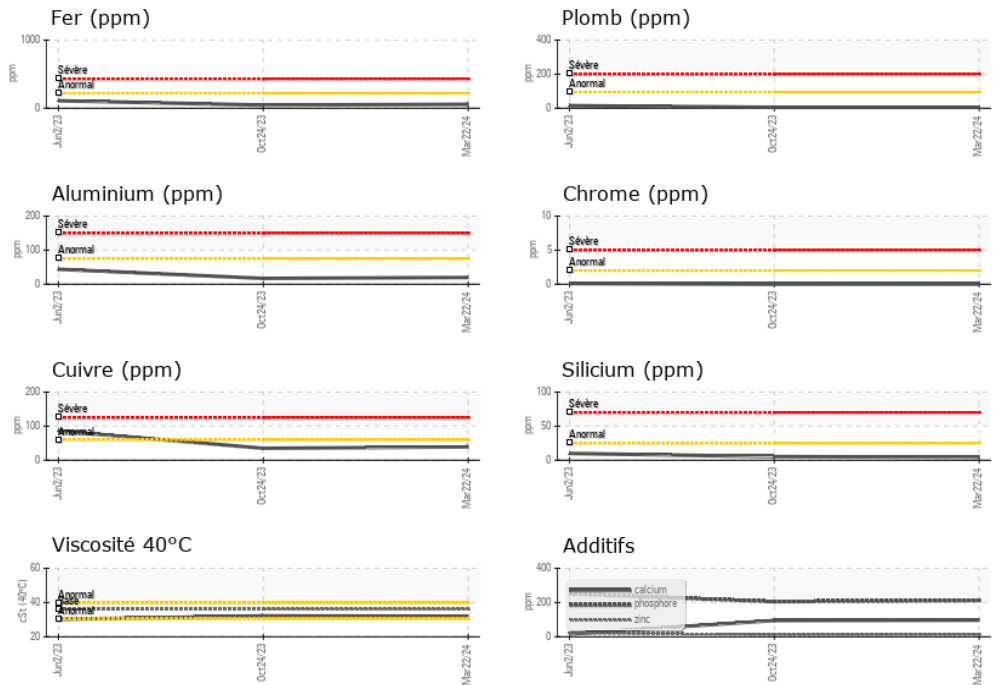 Fer (ppm)
1000
Sévère
Anormal
ppm
0
Jun2/23
Oct24/23
Mar22/24
Plomb (ppm)
400
200
Sévère
Anormal
ppm
0
Jun2/23
Oct24/23
Mar22/24
Aluminium (ppm)
200
Sévère
100
Anormal
ppm
0
Jun2/23
Oct24/23
Mar22/24
Chrome (ppm)
10
Sévère
5
Anormal
ppm
0
Jun2/23
Oct24/23
Mar22/24
Cuivre (ppm)
200
Sévère
100
Anormal
ppm
0
Jun2/23
Oct24/23
Mar22/24
Silicium (ppm)
100
Sévère
50
Anormal
ppm
0
Jun2/23
Oct24/23
Mar22/24
Viscosité 40°C
60
Anormal
40
Base
Anormal
cSt (40°C)
20
Jun2/23
Oct24/23
Mar22/24
Additifs
400
calcium
200
phosphore
zinc
ppm
0
Jun2/23
Oct24/23
Mar22/24